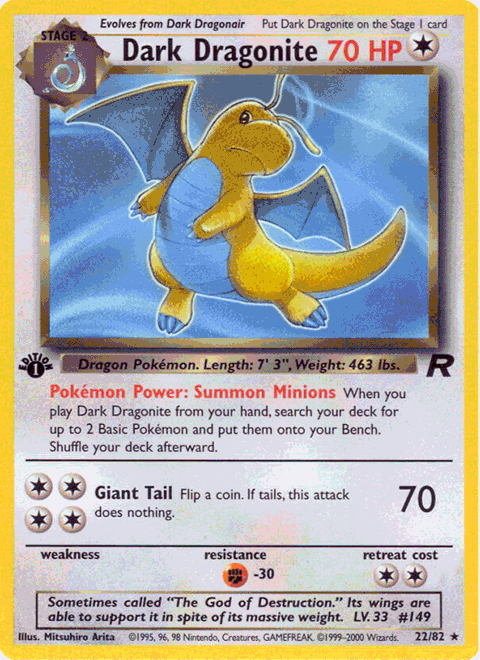 Evolves from Dark Dragonair Put Dark Dragonite on the Stage 1 card
STAGE 2
Dark Dragonite 70 HP
EDITION
1
Dragon Pokémon. Length: 7' 3", Weight: 463 lbs.
R
Pokémon Power: Summon Minions When you
play Dark Dragonite from your hand, search your deck for
up to 2 Basic Pokémon and put them onto your Bench.
Shuffle your deck afterward.
Giant Tail Flip a coin. If tails, this attack
does nothing.
70
weakness resistance retreat cost
-30
Sometimes called "The God of Destruction." Its wings are
able to support it in spite of its massive weight. LV. 33 #149
Illus. Mitsuhiro Arita ©1995, 96, 98 Nintendo, Creatures, GAMEFREAK. ©1999-2000 Wizards. 22/82 ★